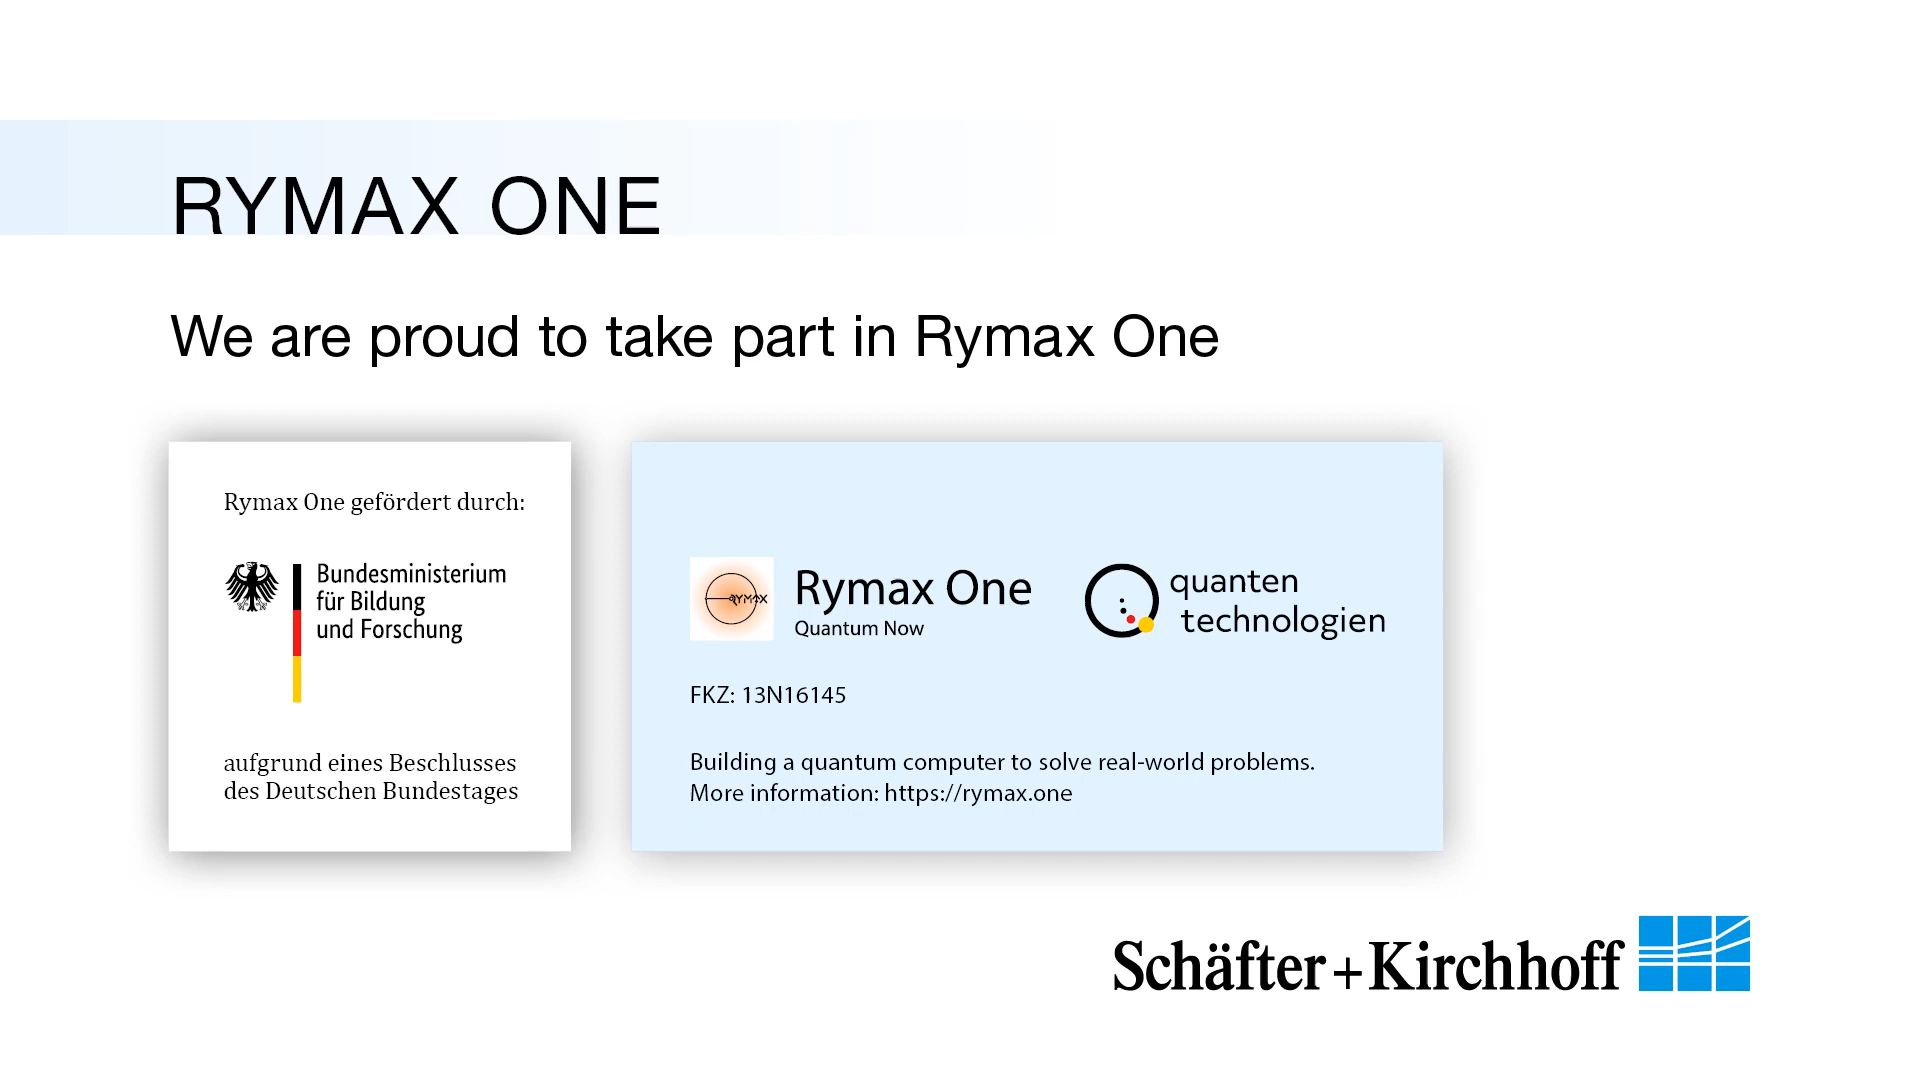 RYMAX ONE
We are proud to take part in Rymax One
Rymax One gefördert durch:
Bundesministerium
für Bildung
und Forschung
aufgrund eines Beschlusses
des Deutschen Bundestages
RYMAX
Rymax One
Quantum Now
quanten
technologien
FKZ: 13N16145
Building a quantum computer to solve real-world problems.
More information: https://rymax.one
Schäfter+Kirchhoff